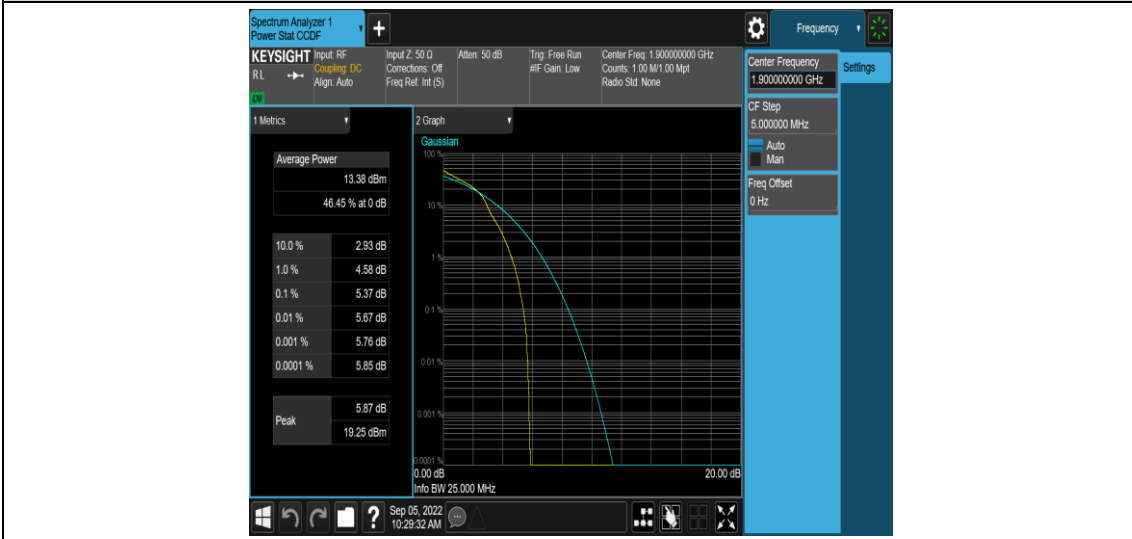 Spectrum Analyzer 1
Power Stat CCDF
+
Frequency
KEYSIGHT
RL
LXI
Input: RF
Coupling: DC
Align: Auto
Input Z: 50 Ω
Corrections: Off
Freq Ref: Int (S)
Atten: 50 dB
Trig: Free Run
#IF Gain: Low
Center Freq: 1.900000000 GHz
Counts: 1.00 M/1.00 Mpt
Radio Std: None
1 Metrics
Average Power
13.38 dBm
46.45 % at 0 dB
10.0 % 2.93 dB
1.0 % 4.58 dB
0.1 % 5.37 dB
0.01 % 5.67 dB
0.001 % 5.76 dB
0.0001 % 5.85 dB
Peak
5.87 dB
19.25 dBm
2 Graph
Gaussian
100 %
10 %
1 %
0.1 %
0.01 %
0.001 %
0.0001 %
0.00 dB 20.00 dB
Info BW 25.000 MHz
Center Frequency
1.900000000 GHz
Settings
CF Step
5.000000 MHz
Auto
Man
Freq Offset
0 Hz
?
Sep 05, 2022
10:29:32 AM